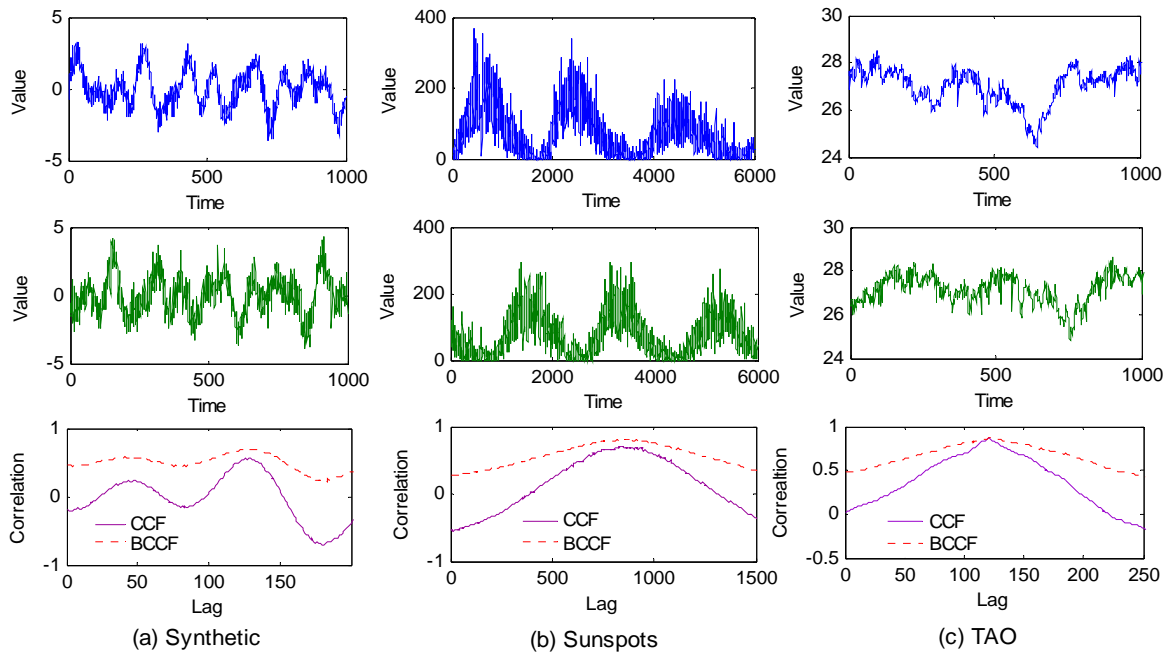 5
0
-5
Value
0
500
1000
Time
400
200
0
Value
0
2000
4000
6000
Time
30
28
26
24
Value
0
500
1000
Time
5
0
-5
Value
0
500
1000
Time
400
200
0
Value
0
2000
4000
6000
Time
30
28
26
24
Value
0
500
1000
Time
1
0
-1
Correlation
CCF
BCCF
0
50
100
150
Lag
1
0
-1
Correlation
CCF
BCCF
0
500
1000
1500
Lag
1
0.5
0
-0.5
Correaltion
CCF
BCCF
0
50
100
150
200
250
Lag
(a) Synthetic
(b) Sunspots
(c) TAO